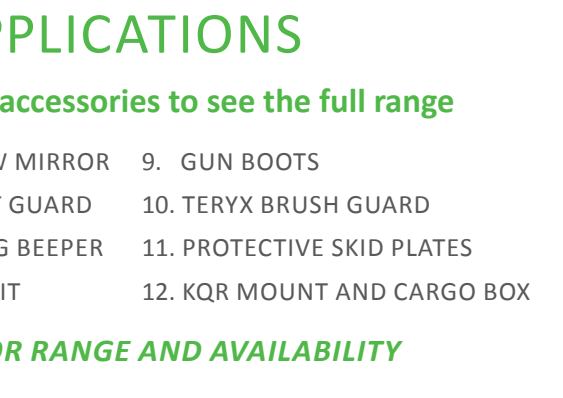 PPLICATIONS
accessories to see the full range
MIRROR 9. GUN BOOTS
GUARD 10. TERYX BRUSH GUARD
G BEEPER 11. PROTECTIVE SKID PLATES
IT 12. KQR MOUNT AND CARGO BOX
OR RANGE AND AVAILABILITY